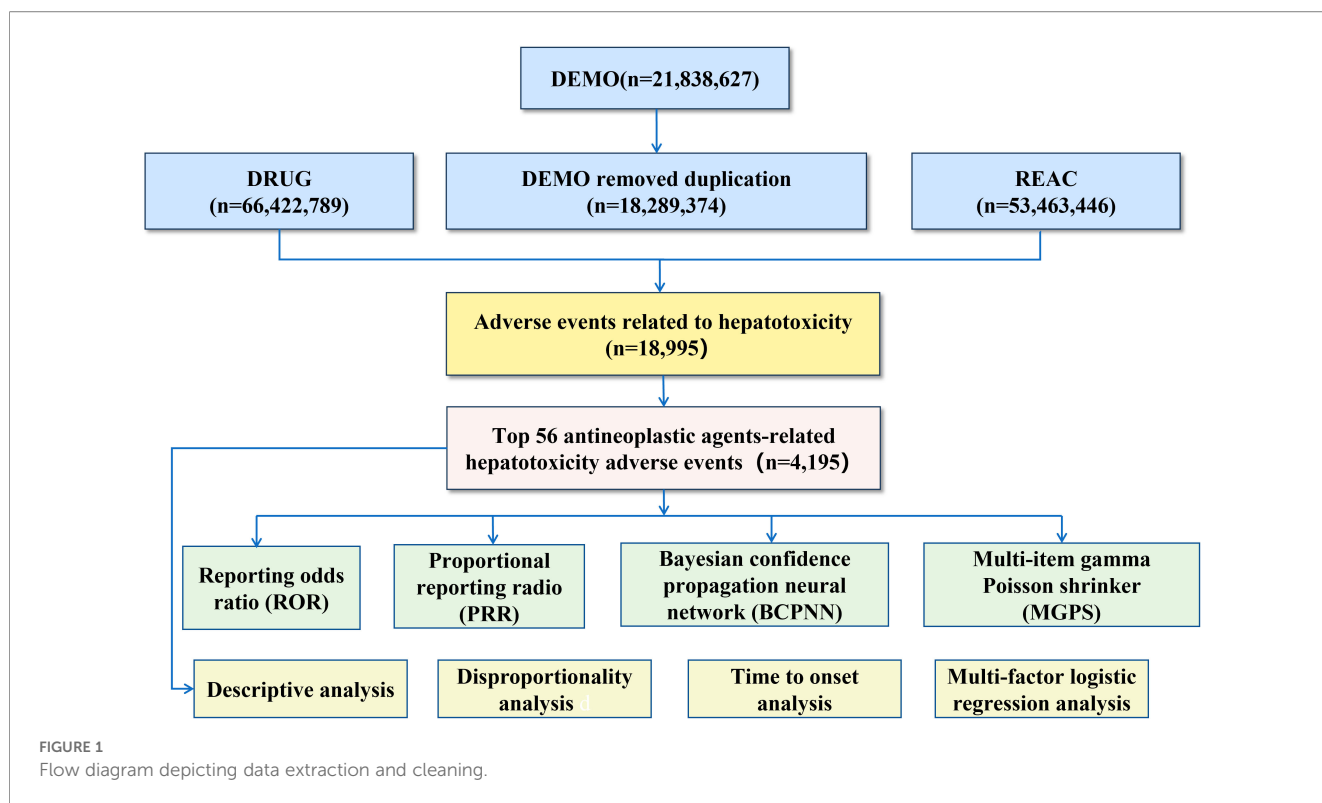 DEMO(n=21,838,627)
DRUG
(n=66,422,789)
DEMO removed duplication
(n=18,289,374)
REAC
(n=53,463,446)
Adverse events related to hepatotoxicity
(n=18,995)
Top 56 antineoplastic agents-related
hepatotoxicity adverse events (n=4,195)
Reporting odds
ratio (ROR)
Proportional
reporting radio
(PRR)
Bayesian confidence
propagation neural
network (BCPNN)
Multi-item gamma
Poisson shrinker
(MGPS)
Descriptive analysis
Disproportionality
analysis d
Time to onset
analysis
Multi-factor logistic
regression analysis
FIGURE 1
Flow diagram depicting data extraction and cleaning.